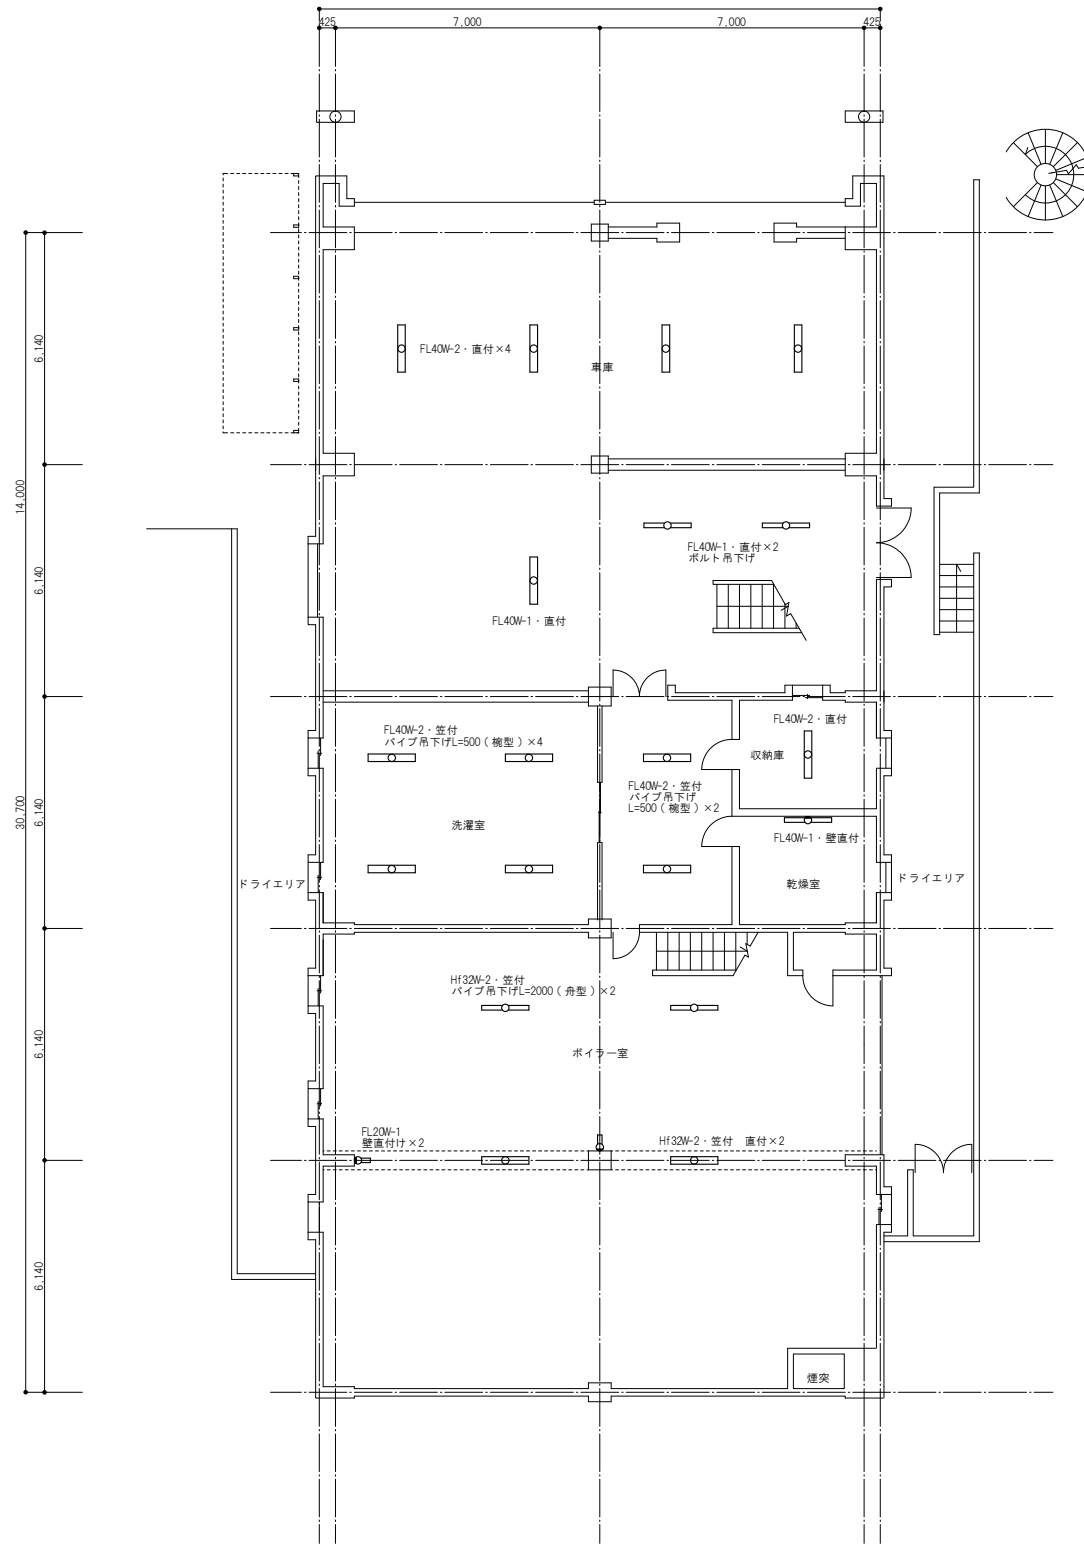 425
7,000
7,000
425
6,140
14,000
6,140
30,700
6,140
6,140
6,140
FL40W-2・直付×4
車庫
FL40W-1・直付×2
ボルト吊下げ
FL40W-1・直付
FL40W-2・笠付
パイプ吊下げL=500（椀型）×4
洗濯室
FL40W-2・笠付
パイプ吊下げ
L=500（椀型）×2
FL40W-2・直付
収納庫
FL40W-1・壁直付
乾燥室
ドライエリア
ドライエリア
Hf32W-2・笠付
パイプ吊下げL=2000（舟型）×2
ボイラー室
FL20W-1
壁直付け×2
Hf32W-2・笠付 直付×2
煙突